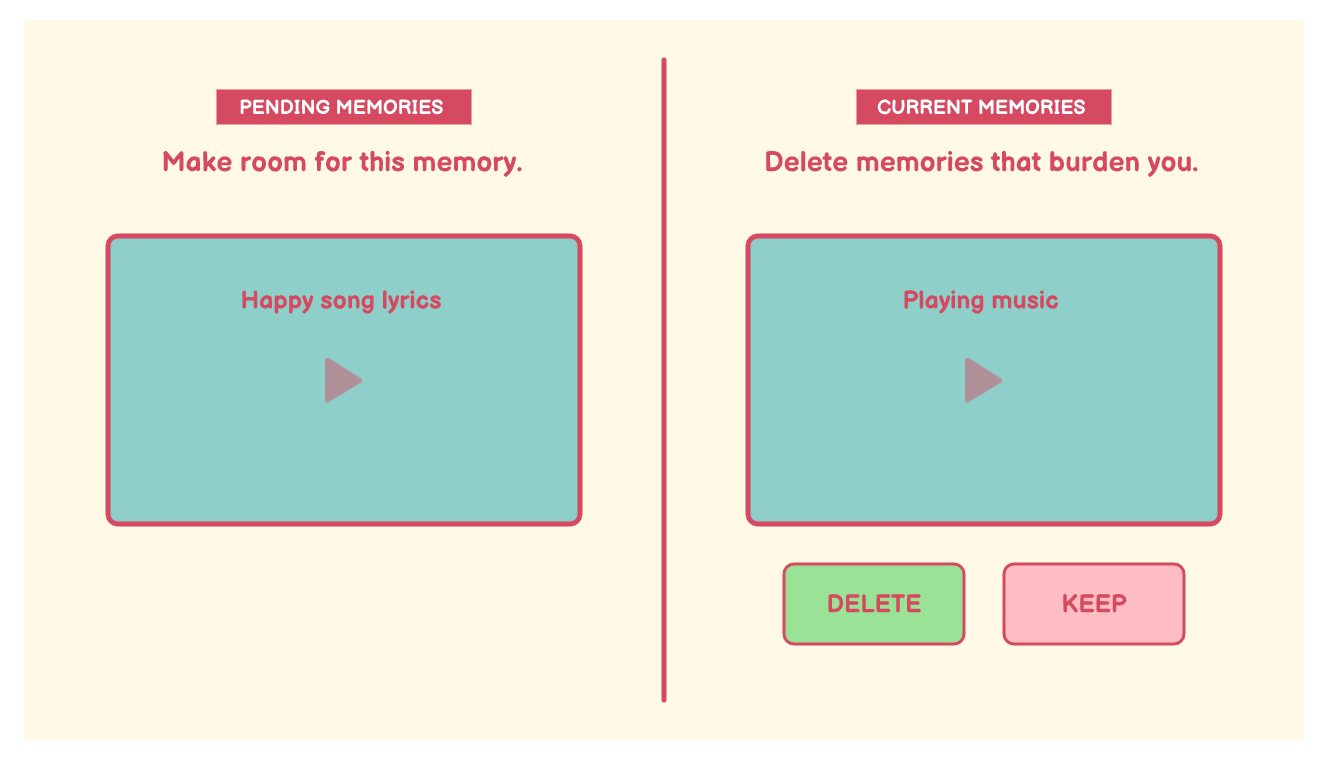 PENDING MEMORIES
Make room for this memory.
Happy song lyrics
CURRENT MEMORIES
Delete memories that burden you.
Playing music
DELETE
KEEP